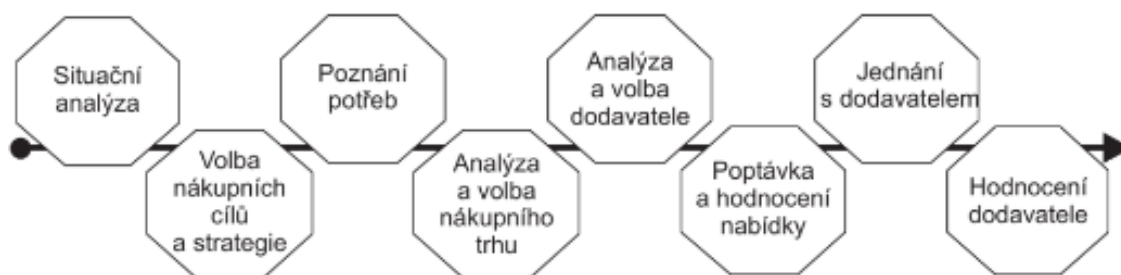 Situační
analýza
Volba
nákupních
cílů
a strategie
Poznání
potřeb
Analýza
a volba
nákupního
trhu
Analýza
a volba
dodavatele
Poptávka
a hodnocení
nabídky
Jednání
s dodavatelem
Hodnocení
dodavatele